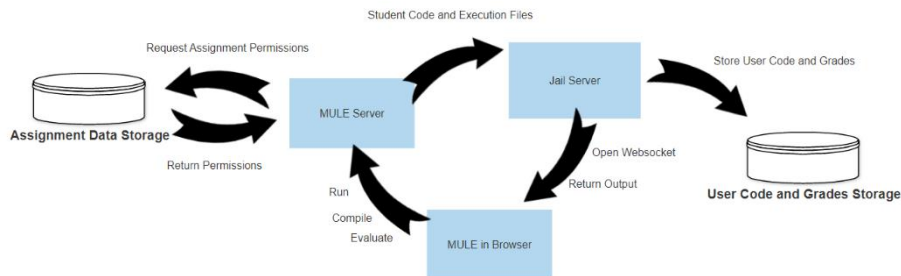 Student Code and Execution Files
Request Assignment Permissions
Assignment Data Storage
Return Permissions
MULE Server
Jail Server
Store User Code and Grades
User Code and Grades Storage
Open Websocket
Return Output
Run
Compile
Evaluate
MULE in Browser